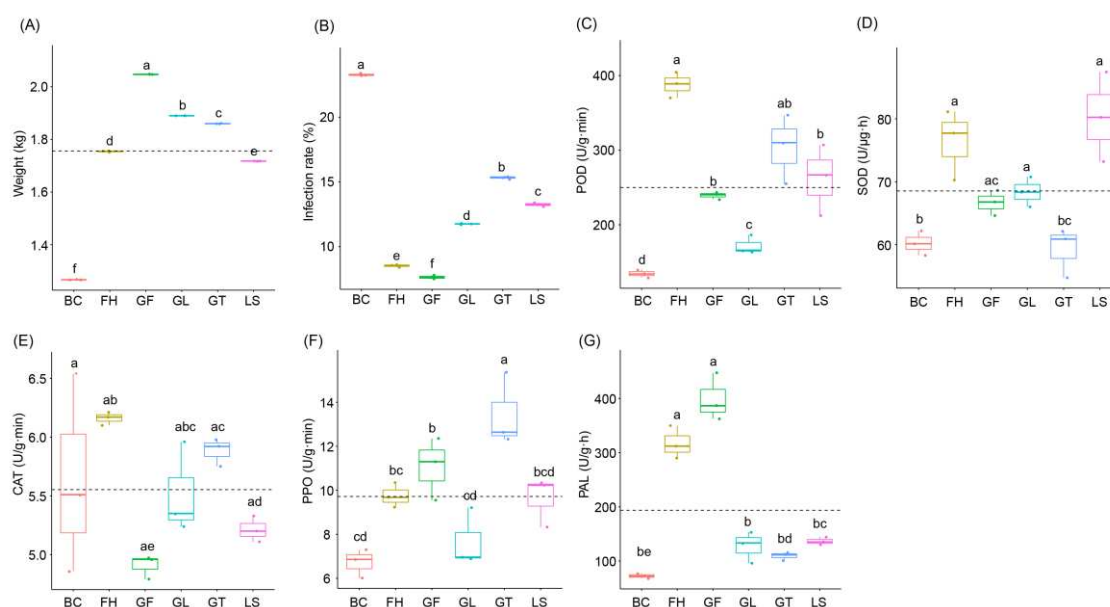 (A)
Weight (kg)
2.0
1.8
1.6
1.4
f
d
a
b
c
e
BC FH GF GL GT LS
(B)
Infection rate (%)
20
15
10
a
e
f
d
b
c
BC FH GF GL GT LS
(C)
POD (U/g·min)
400
300
200
100
d
a
b
c
ab
b
BC FH GF GL GT LS
(D)
SOD (U/μg·h)
80
70
60
b
a
ac
a
bc
a
BC FH GF GL GT LS
(E)
CAT (U/g·min)
6.5
6.0
5.5
5.0
a
ab
ae
abc
ac
ad
BC FH GF GL GT LS
(F)
PPO (U/g·min)
14
12
10
8
6
cd
bc
b
cd
a
bcd
BC FH GF GL GT LS
(G)
PAL (U/g·h)
400
300
200
100
be
a
a
b
bd
bc
BC FH GF GL GT LS